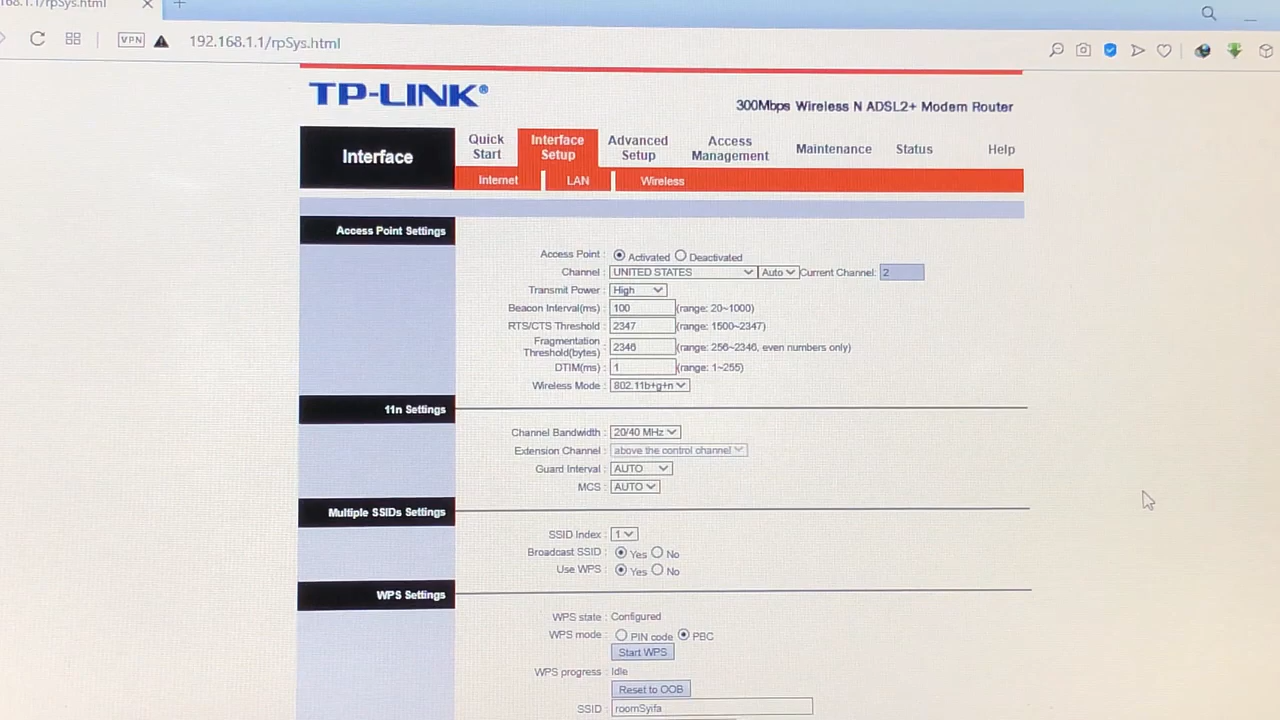 68.1.1/rpSys.html
VPN 192.168.1.1/rpSys.html
TP-LINK®
300Mbps Wireless N ADSL2+ Modem Router
Interface
Quick Start
Interface Setup
Advanced Setup
Access Management
Maintenance
Status
Help
Internet
LAN
Wireless
Access Point Settings
Access Point : Activated Deactivated
Channel : UNITED STATES Auto Current Channel: 2
Transmit Power : High
Beacon Interval(ms) : 100 (range: 20~1000)
RTS/CTS Threshold : 2347 (range: 1500~2347)
Fragmentation
Threshold(bytes) : 2346 (range: 256~2346, even numbers only)
DTIM(ms) : 1 (range: 1~255)
Wireless Mode : 802.11b+g+n
11n Settings
Channel Bandwidth : 20/40 MHz
Extension Channel : above the control channel
Guard Interval : AUTO
MCS : AUTO
Multiple SSIDs Settings
SSID Index : 1
Broadcast SSID : Yes No
Use WPS : Yes No
WPS Settings
WPS state : Configured
WPS mode : PIN code PBC
Start WPS
WPS progress : Idle
Reset to OOB
SSID : roomSyifa